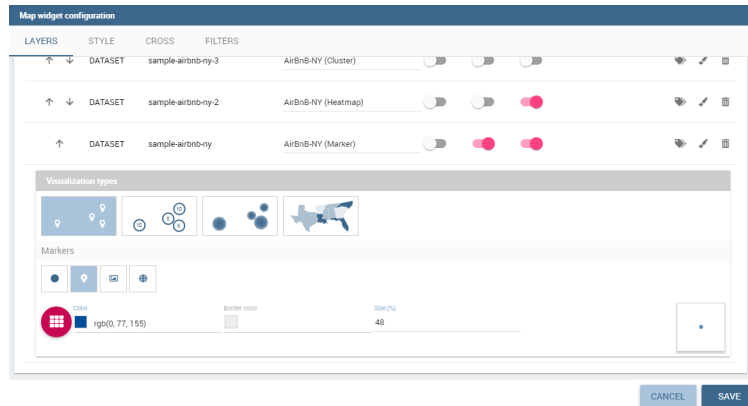 Map widget configuration
LAYERS STYLE CROSS FILTERS
DATASET sample-airbnb-ny-3 AirBnB-NY (Cluster)
DATASET sample-airbnb-ny-2 AirBnB-NY (Heatmap)
DATASET sample-airbnb-ny AirBnB-NY (Marker)
Visualization types
Markers
Color Border color Size (%)
rgb(0, 77, 155) 48
CANCEL SAVE